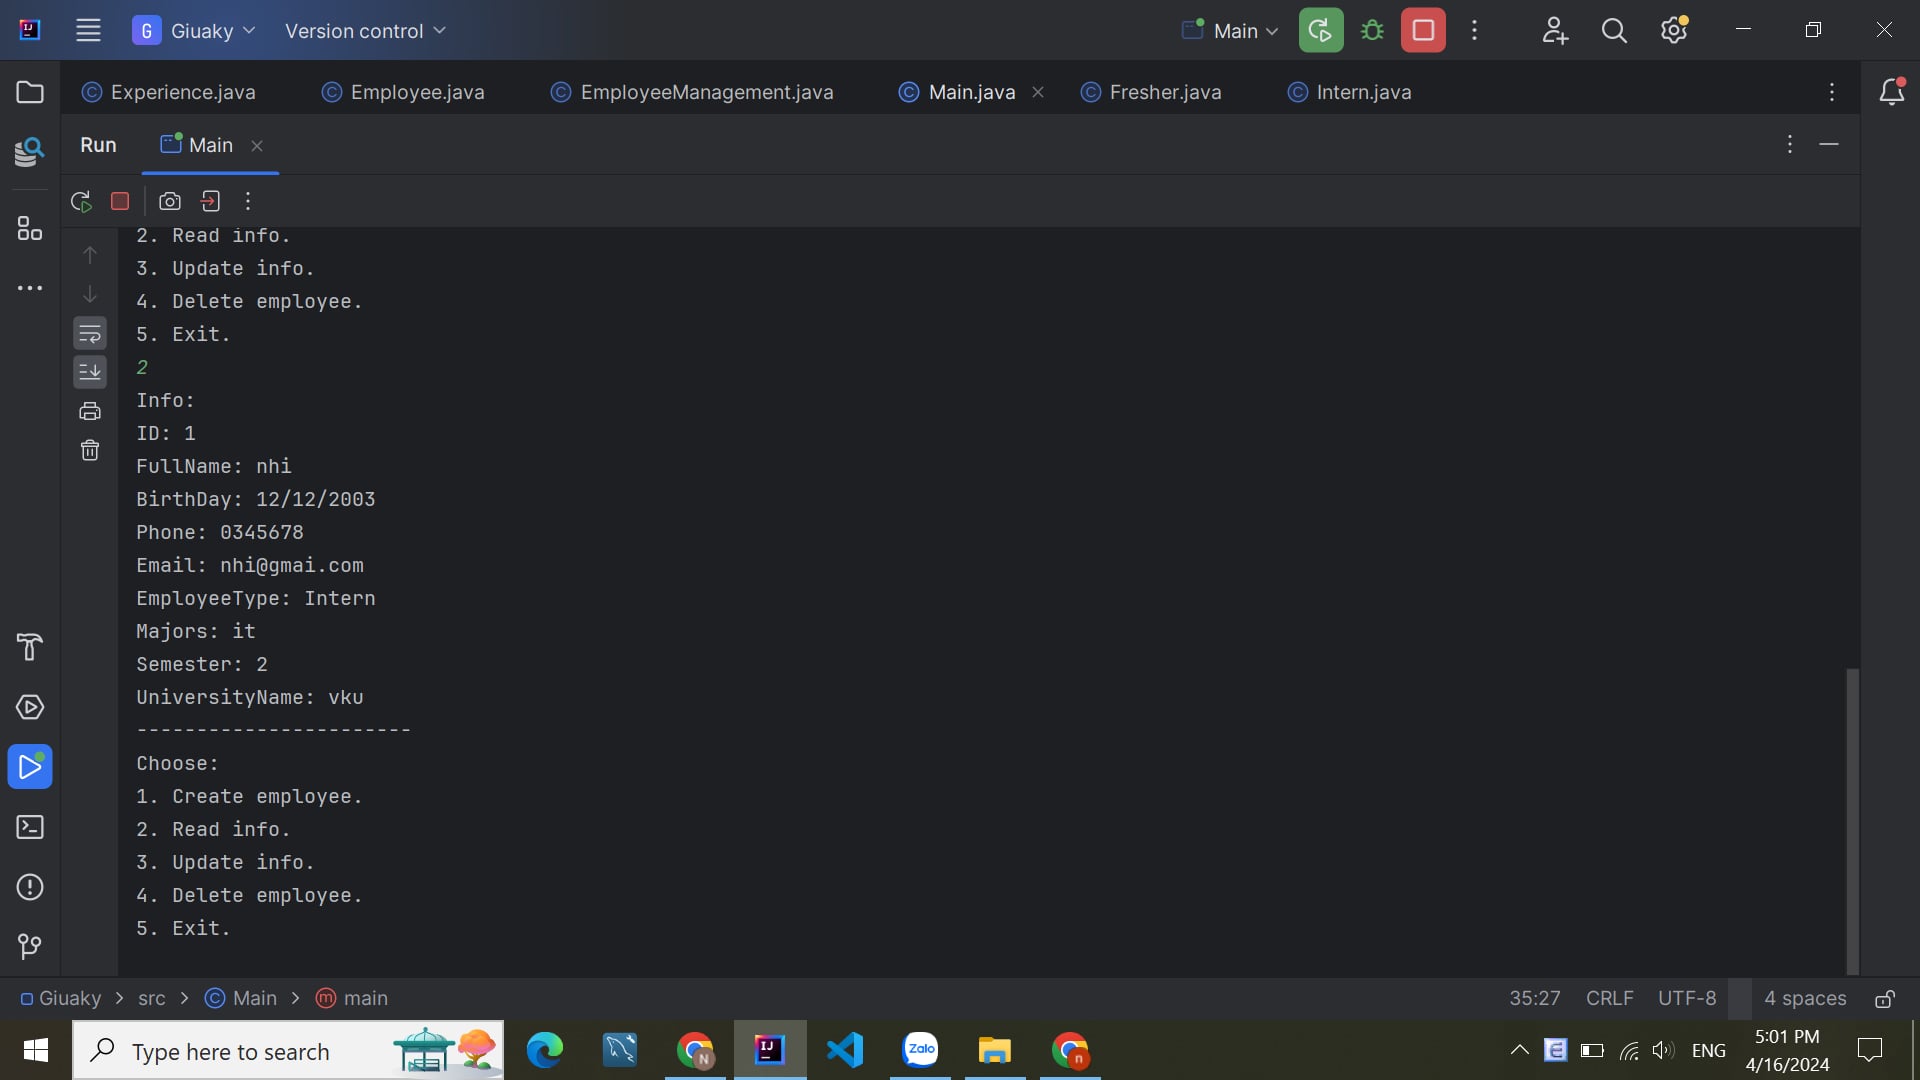 G Giuaky Version control Main
Experience.java Employee.java EmployeeManagement.java Main.java Fresher.java Intern.java
Run Main
2. Read info.
3. Update info.
4. Delete employee.
5. Exit.
2
Info:
ID: 1
FullName: nhi
BirthDay: 12/12/2003
Phone: 0345678
Email: nhi@gmai.com
EmployeeType: Intern
Majors: it
Semester: 2
UniversityName: vku
-----------------------
Choose:
1. Create employee.
2. Read info.
3. Update info.
4. Delete employee.
5. Exit.
Giuaky > src > Main > main 35:27 CRLF UTF-8 4 spaces
Type here to search N IJ Zalo n ENG 5:01 PM
4/16/2024